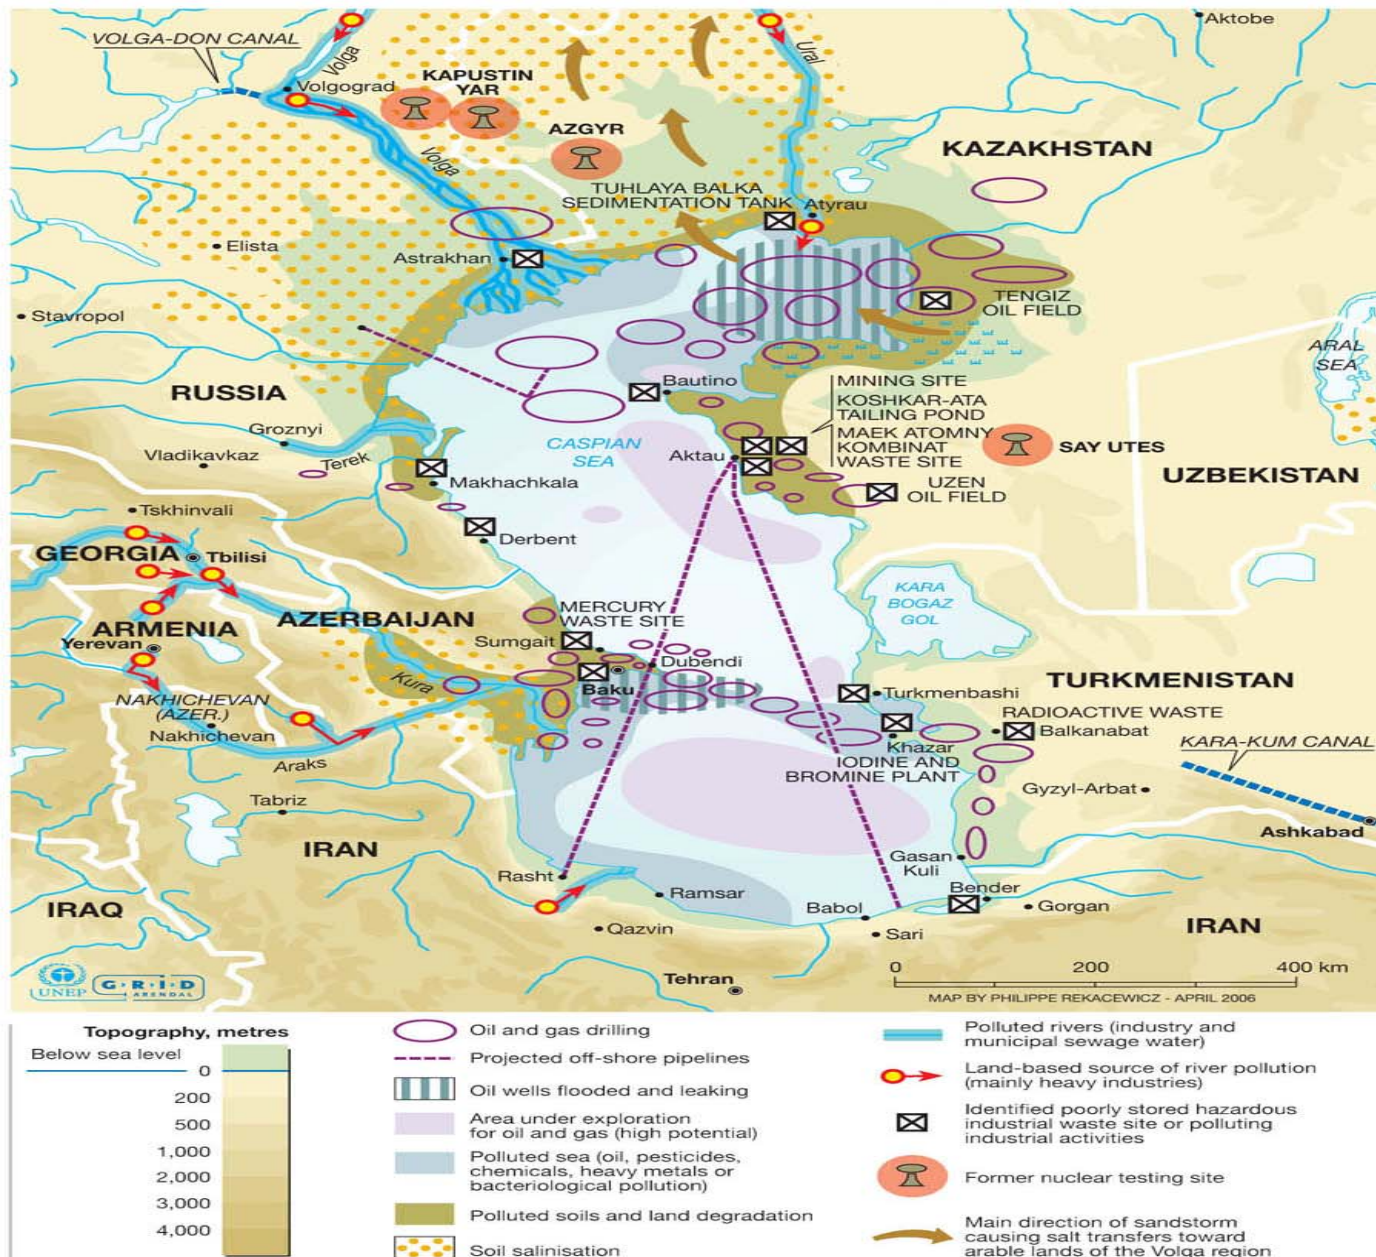 Aktobe
VOLGA-DON CANAL
Volga
Ural
Volgograd
KAPUSTIN
YAR
AZGYR
Volga
KAZAKHSTAN
TUHLAYA BALKA
SEDIMENTATION TANK
Atyrau
Elista
Astrakhan
TENGIZ
OIL FIELD
Stavropol
ARAL
SEA
RUSSIA
Bautino
MINING SITE
KOSHKAR-ATA
TAILING POND
MAEK ATOMNY
KOMBINAT
WASTE SITE
Groznyi
CASPIAN
SEA
Aktau
SAY UTES
Vladikavkaz
Terek
UZBEKISTAN
Makhachkala
UZEN
OIL FIELD
Tskhinvali
Derbent
GEORGIA
Tbilisi
KARA
BOGAZ
GOL
AZERBAIJAN
MERCURY
WASTE SITE
ARMENIA
Yerevan
Sumgait
Dubendi
Baku
Kura
NAKHICHEVAN
(AZER.)
Nakhichevan
TURKMENISTAN
Turkmenbashi
RADIOACTIVE WASTE
Balkanabat
Khazar
IODINE AND
BROMINE PLANT
KARA-KUM CANAL
Araks
Tabriz
Gyzyl-Arbat
Ashkabad
IRAN
Gasan
Kuli
Rasht
Ramsar
Bender
Babol
Gorgan
IRAQ
Qazvin
Sari
IRAN
Tehran
0 200 400 km
UNEP
G·R·I·D
ARENDAL
MAP BY PHILIPPE REKACEWICZ - APRIL 2006
Topography, metres
Below sea level
0
200
500
1,000
2,000
3,000
4,000
Oil and gas drilling
Projected off-shore pipelines
Oil wells flooded and leaking
Area under exploration
for oil and gas (high potential)
Polluted sea (oil, pesticides,
chemicals, heavy metals or
bacteriological pollution)
Polluted soils and land degradation
Soil salinisation
Polluted rivers (industry and
municipal sewage water)
Land-based source of river pollution
(mainly heavy industries)
Identified poorly stored hazardous
industrial waste site or polluting
industrial activities
Former nuclear testing site
Main direction of sandstorm
causing salt transfers toward
arable lands of the Volga region